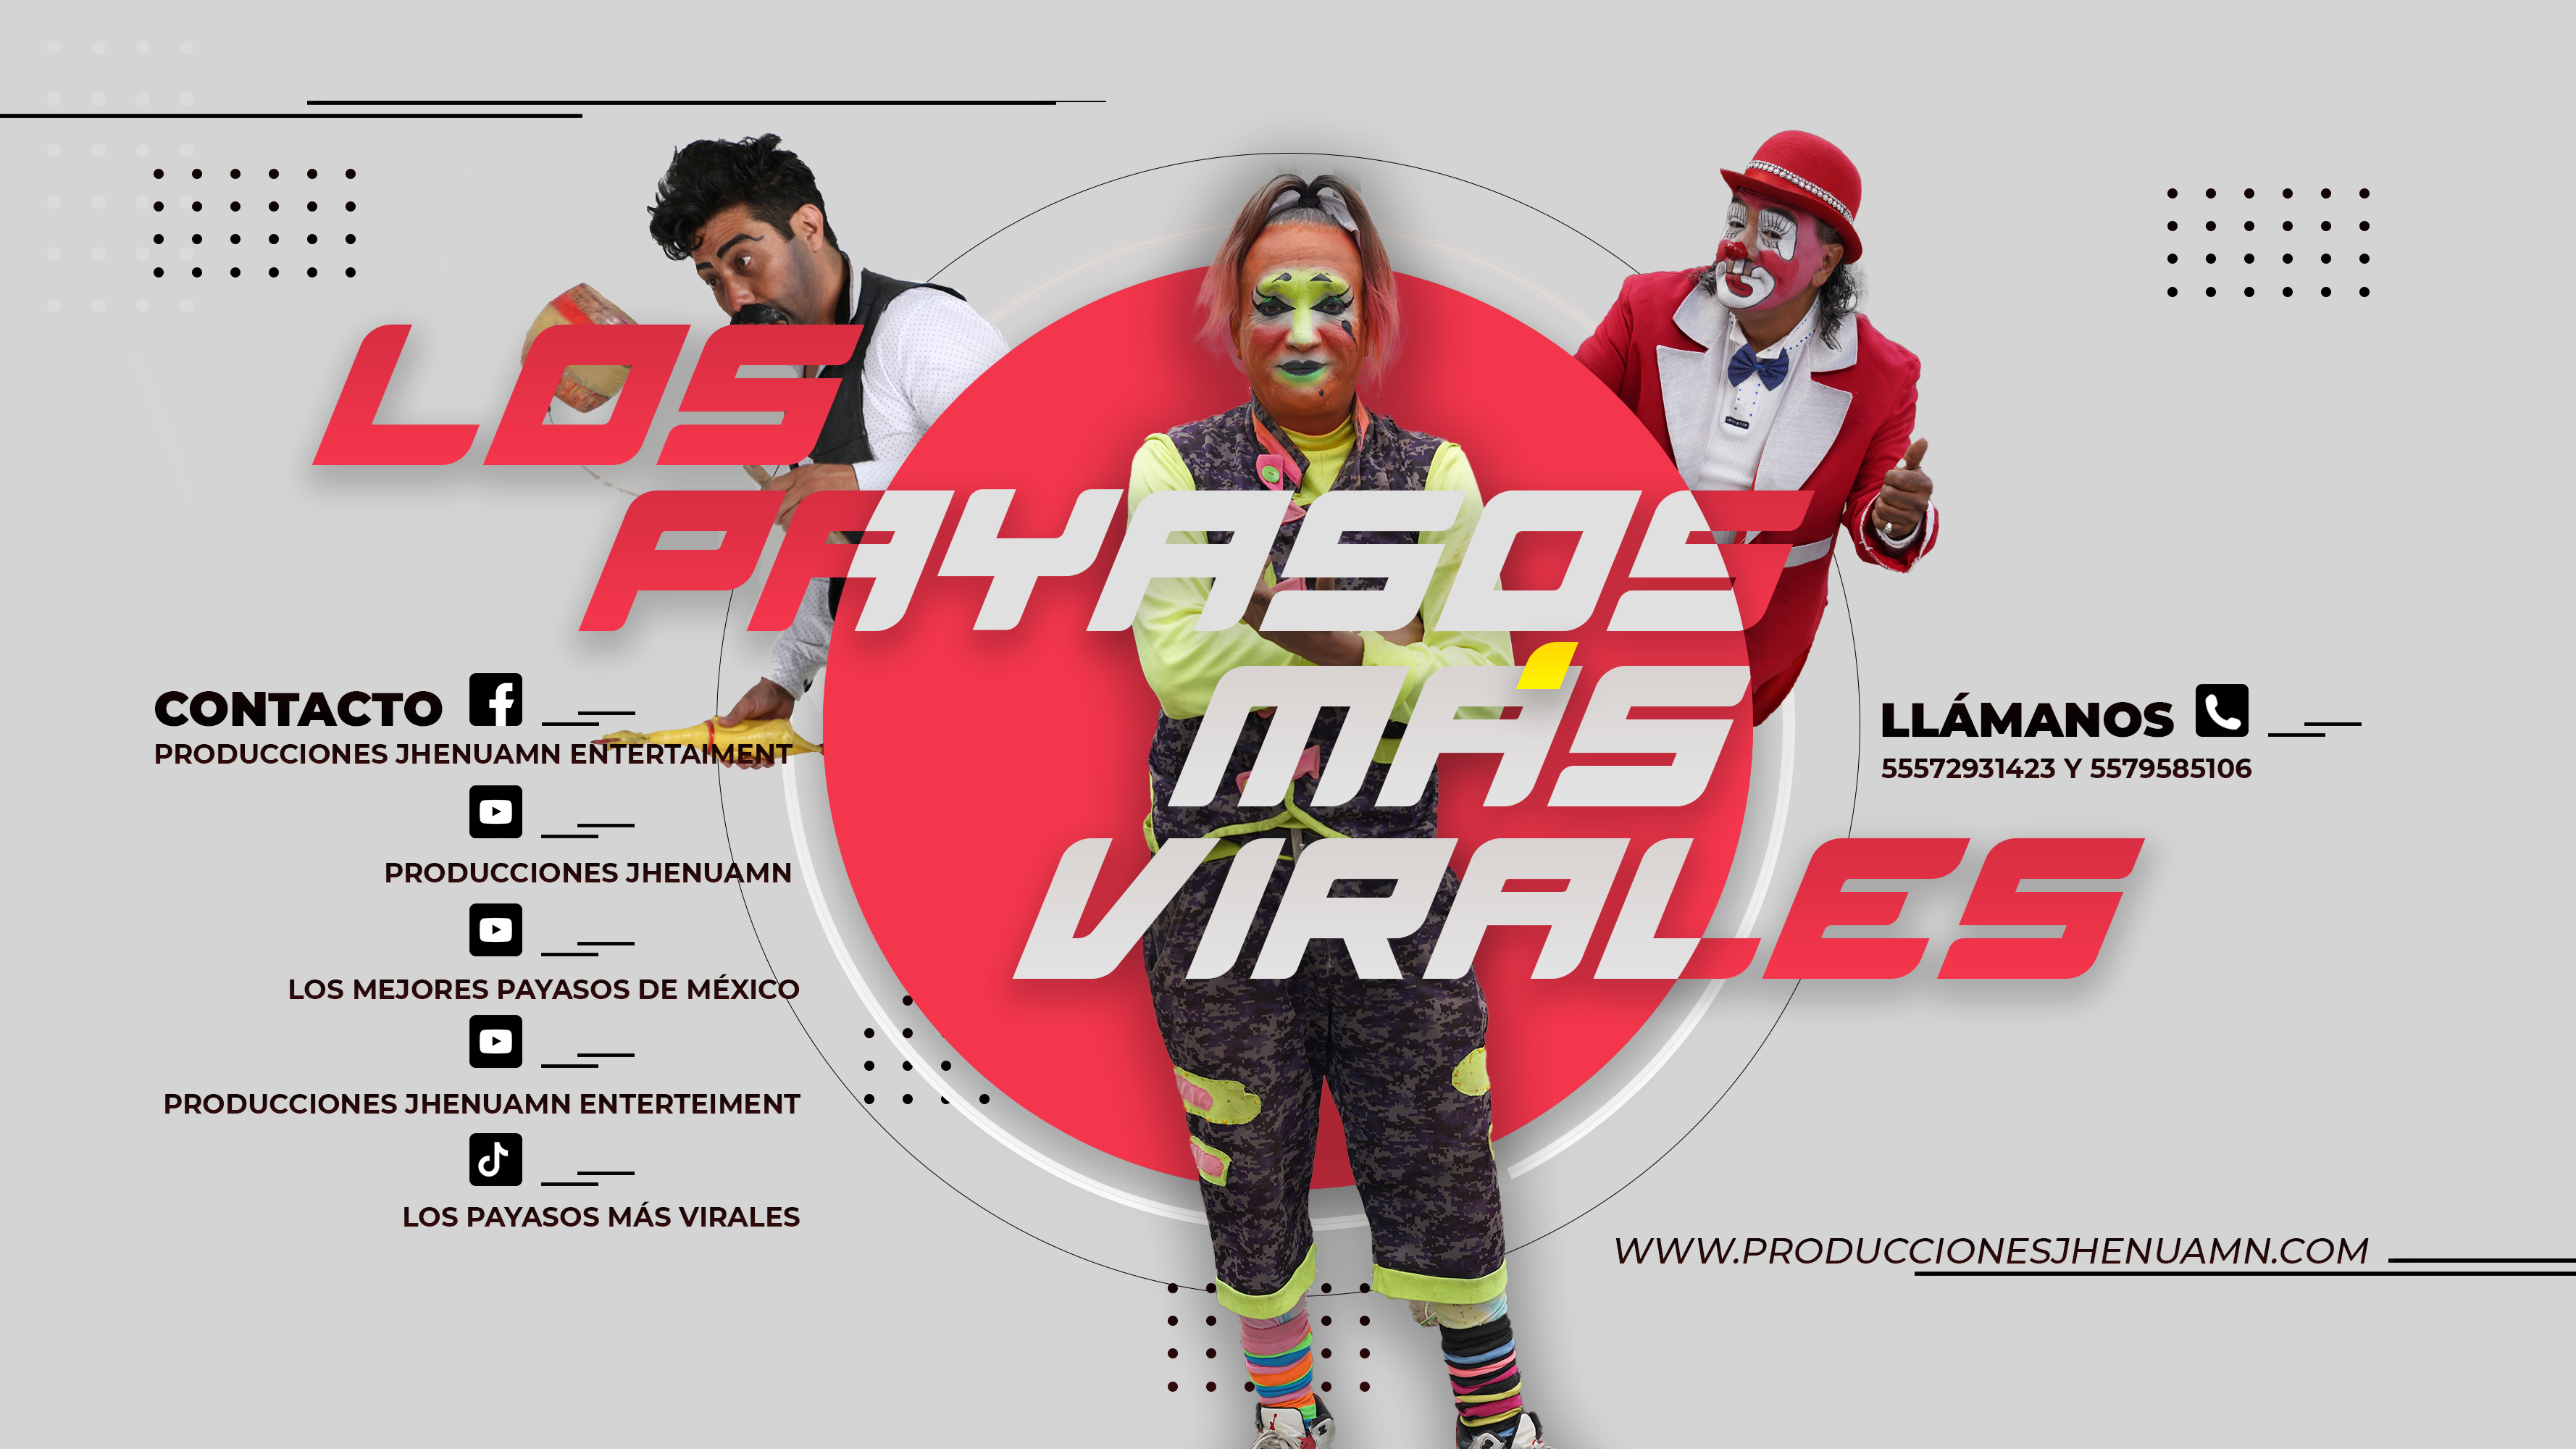 LOS
PAYASOS
MÁS
VIRALES
CONTACTO
PRODUCCIONES JHENUAMN ENTERTAIMENT
PRODUCCIONES JHENUAMN
LOS MEJORES PAYASOS DE MÉXICO
PRODUCCIONES JHENUAMN ENTERTEIMENT
LOS PAYASOS MÁS VIRALES
LLÁMANOS
55572931423 Y 5579585106
WWW.PRODUCCIONESJHENUAMN.COM